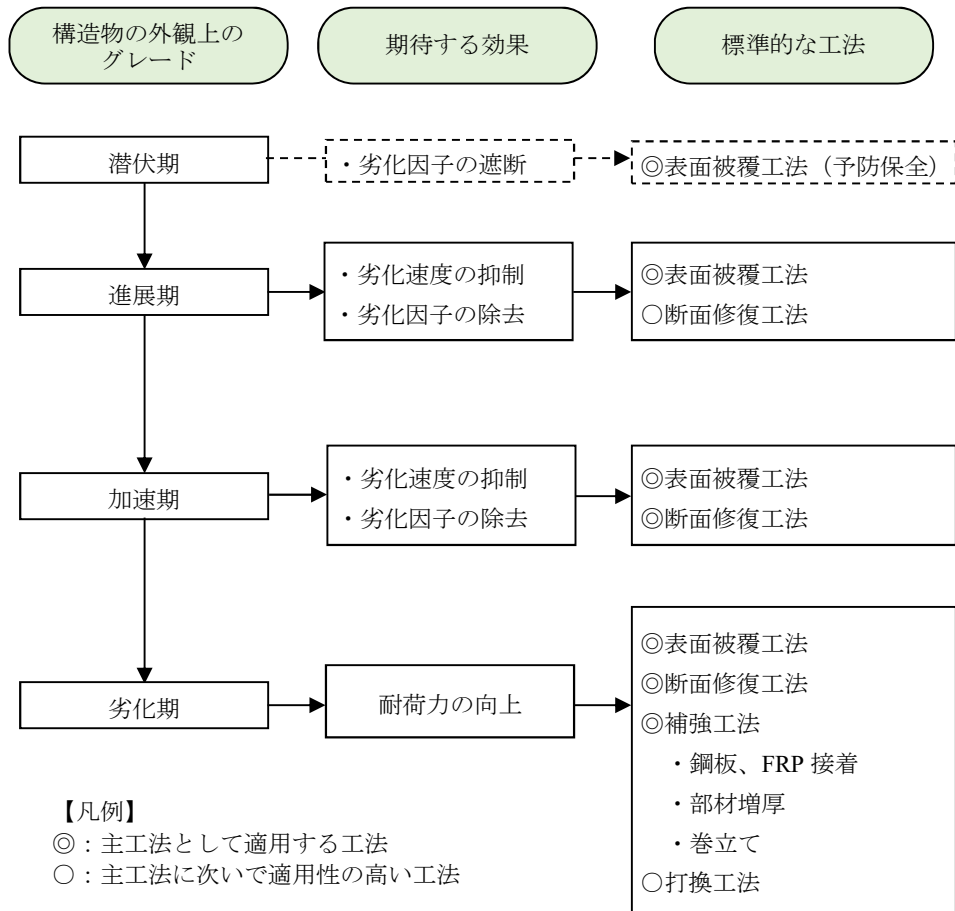 構造物の外観上の
グレード
期待する効果
標準的な工法
潜伏期
・劣化因子の遮断
◎表面被覆工法（予防保全）
進展期
・劣化速度の抑制
・劣化因子の除去
◎表面被覆工法
○断面修復工法
加速期
・劣化速度の抑制
・劣化因子の除去
◎表面被覆工法
◎断面修復工法
劣化期
耐荷力の向上
◎表面被覆工法
◎断面修復工法
◎補強工法
・鋼板、FRP 接着
・部材増厚
・巻立て
○打換工法
【凡例】
◎：主工法として適用する工法
○：主工法に次いで適用性の高い工法